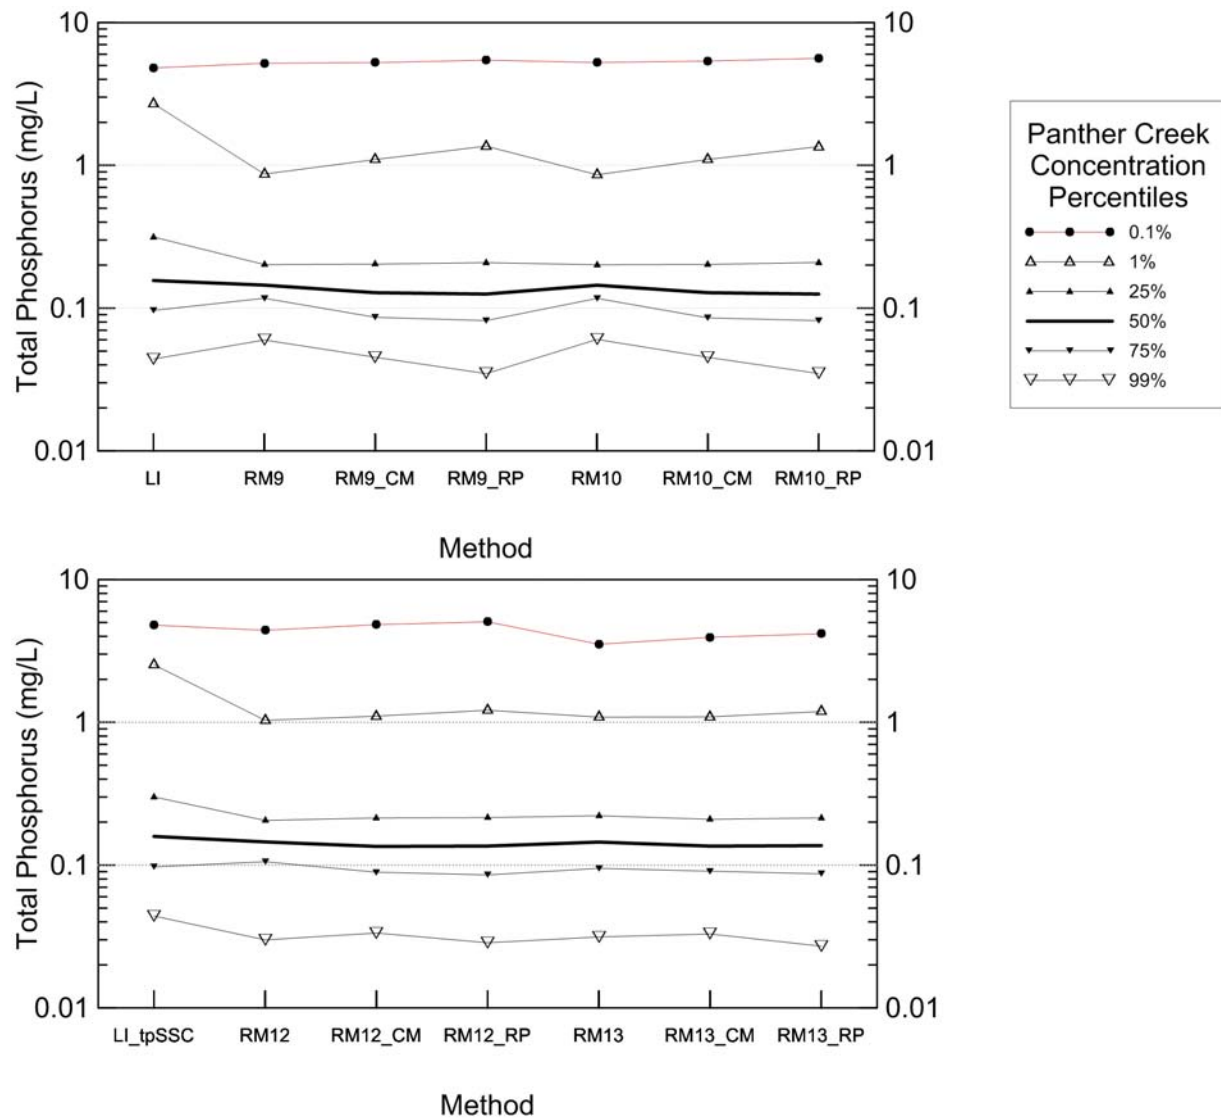 10
1
0.1
0.01
Total Phosphorus (mg/L)
10
1
0.1
0.01
LI RM9 RM9_CM RM9_RP RM10 RM10_CM RM10_RP
Method
Panther Creek
Concentration
Percentiles
0.1%
1%
25%
50%
75%
99%
10
1
0.1
0.01
Total Phosphorus (mg/L)
10
1
0.1
0.01
LI_tpSSC RM12 RM12_CM RM12_RP RM13 RM13_CM RM13_RP
Method